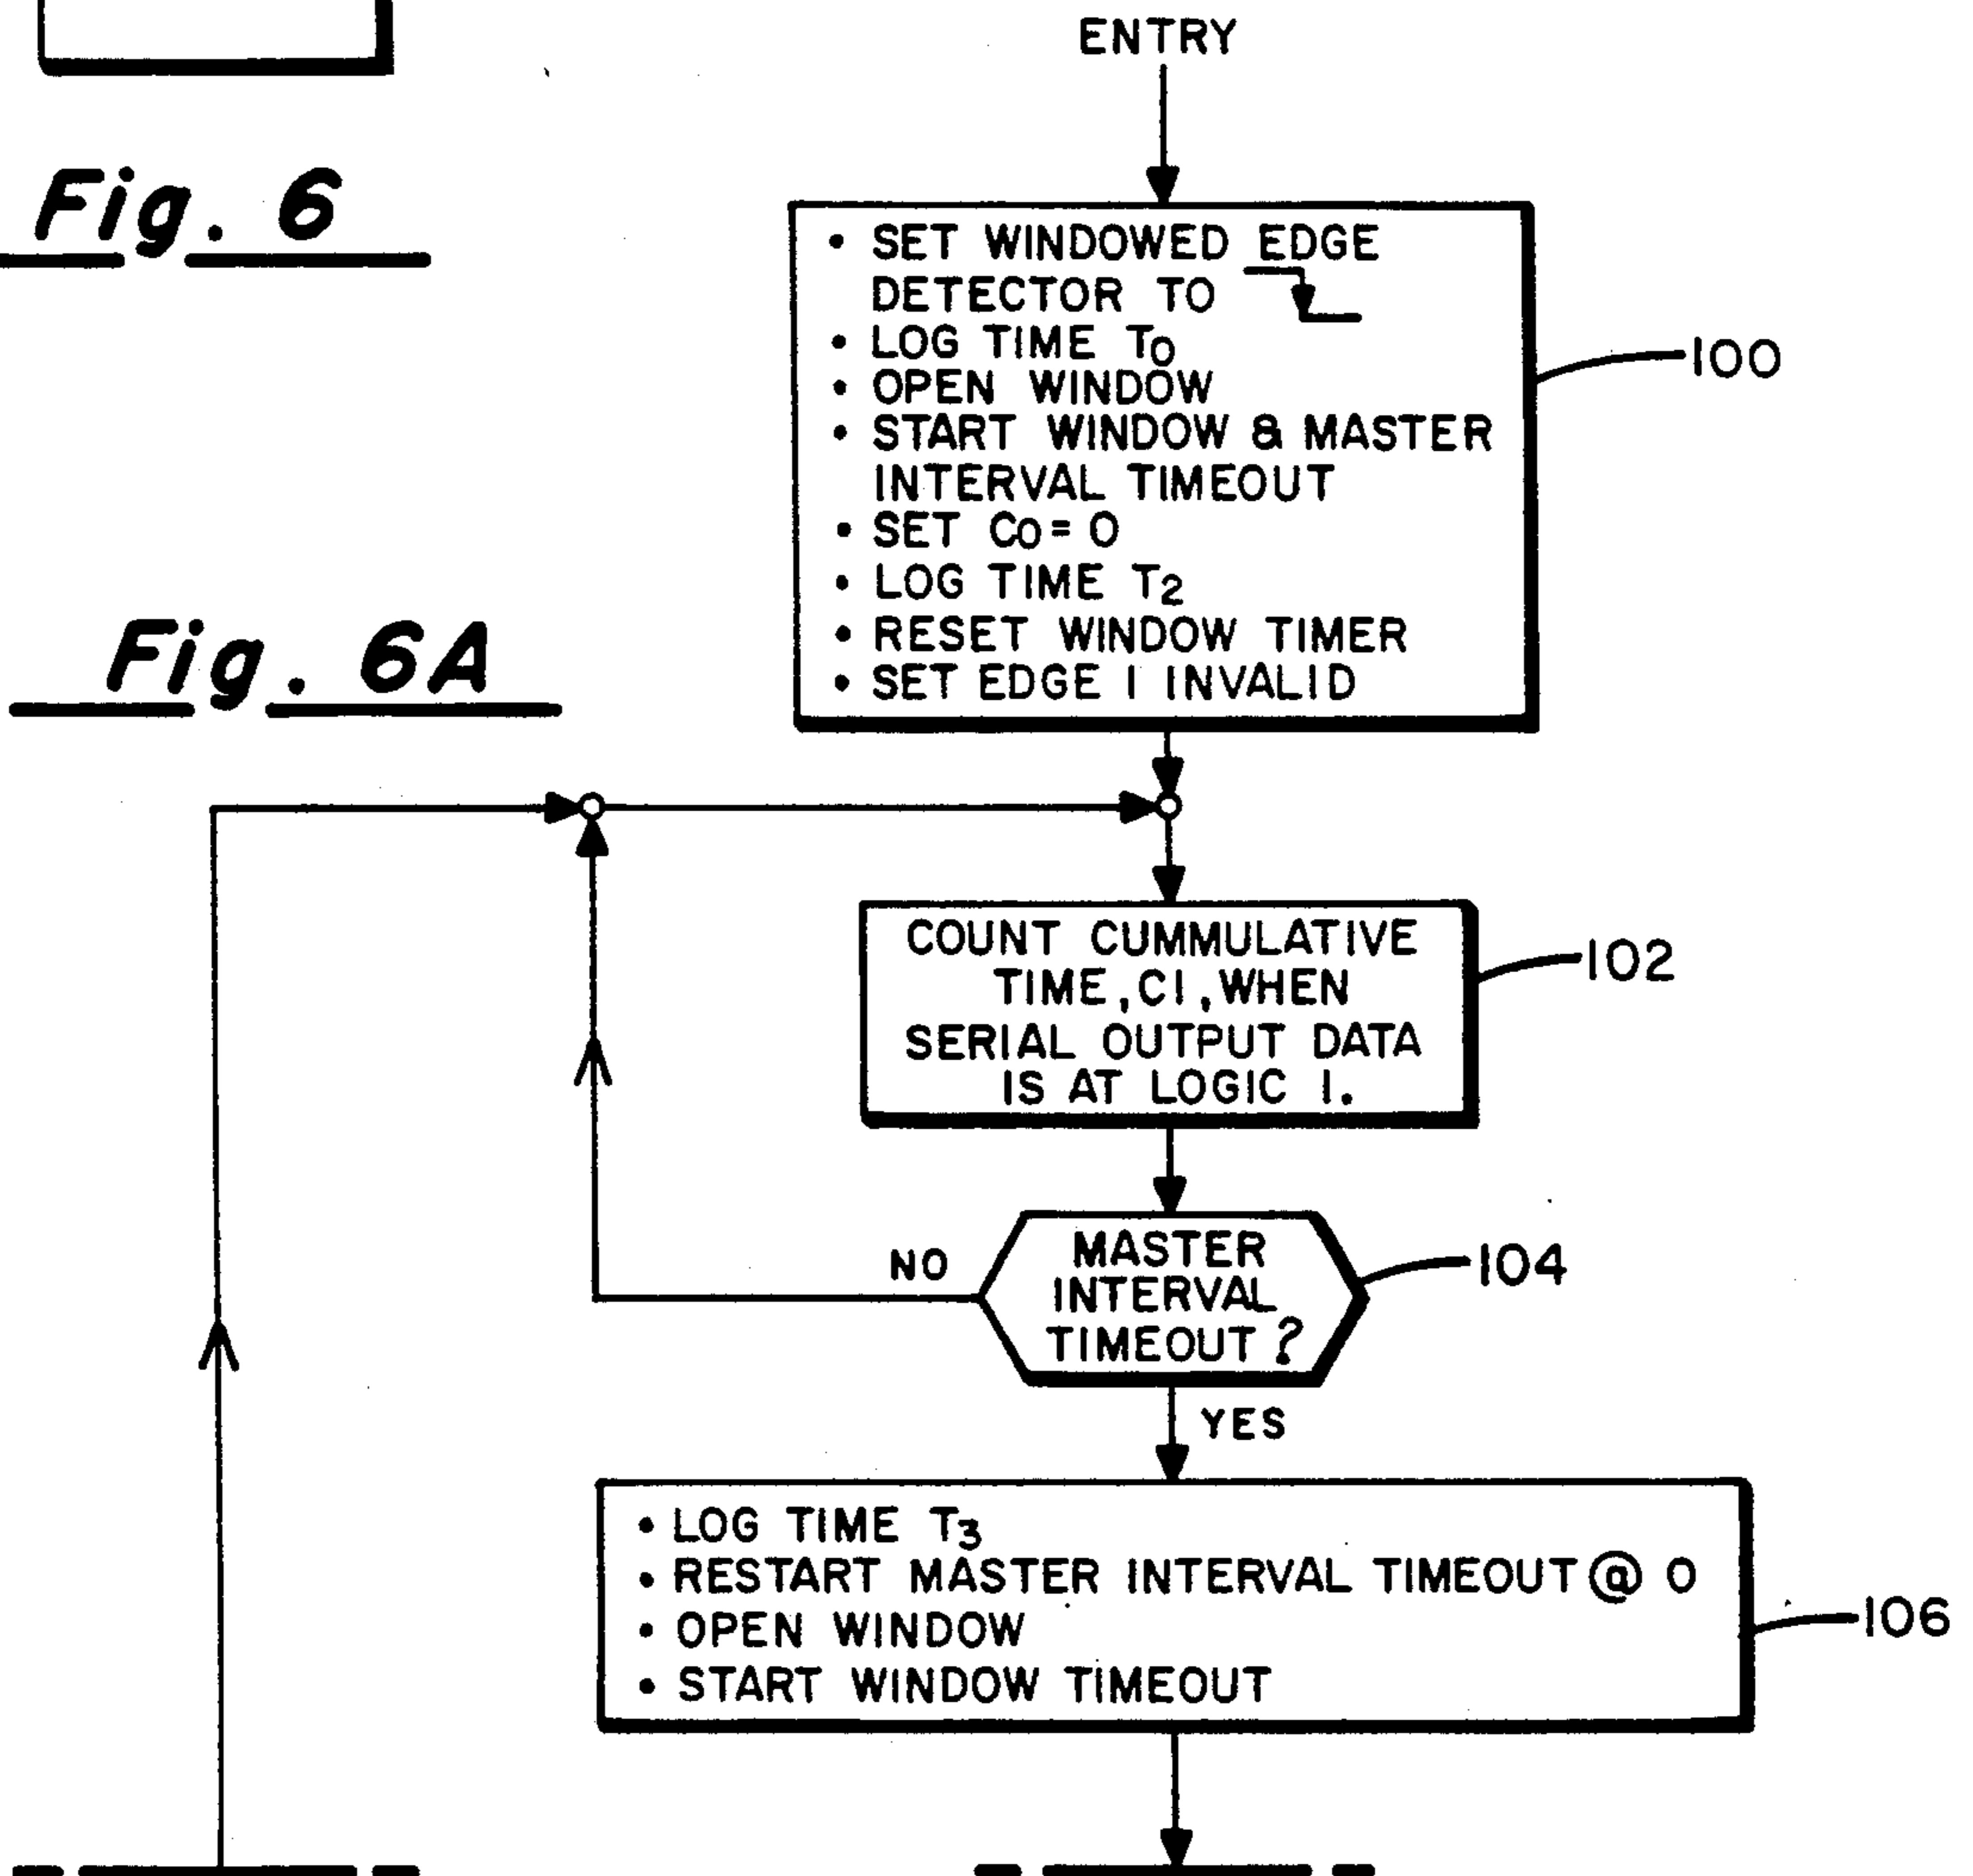 ENTRY
Fig. 6
• SET WINDOWED EDGE
DETECTOR TO
• LOG TIME T0
• OPEN WINDOW
• START WINDOW & MASTER
INTERVAL TIMEOUT
• SET C0 = 0
• LOG TIME T2
• RESET WINDOW TIMER
• SET EDGE 1 INVALID
100
Fig. 6A
COUNT CUMMULATIVE
TIME, C1, WHEN
SERIAL OUTPUT DATA
IS AT LOGIC 1.
102
MASTER
INTERVAL
TIMEOUT ?
104
NO
YES
• LOG TIME T3
• RESTART MASTER INTERVAL TIMEOUT @ 0
• OPEN WINDOW
• START WINDOW TIMEOUT
106